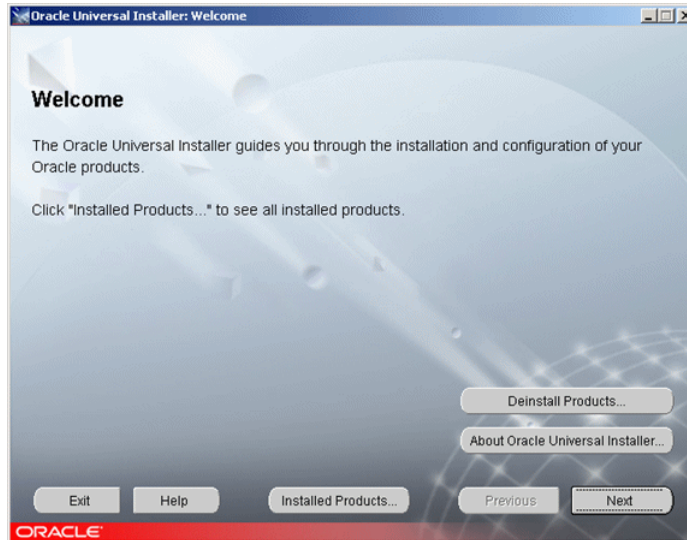 Oracle Universal Installer: Welcome
Welcome
The Oracle Universal Installer guides you through the installation and configuration of your
Oracle products.
Click "Installed Products..." to see all installed products.
Deinstall Products...
About Oracle Universal Installer...
Exit
Help
Installed Products...
Previous
Next
ORACLE